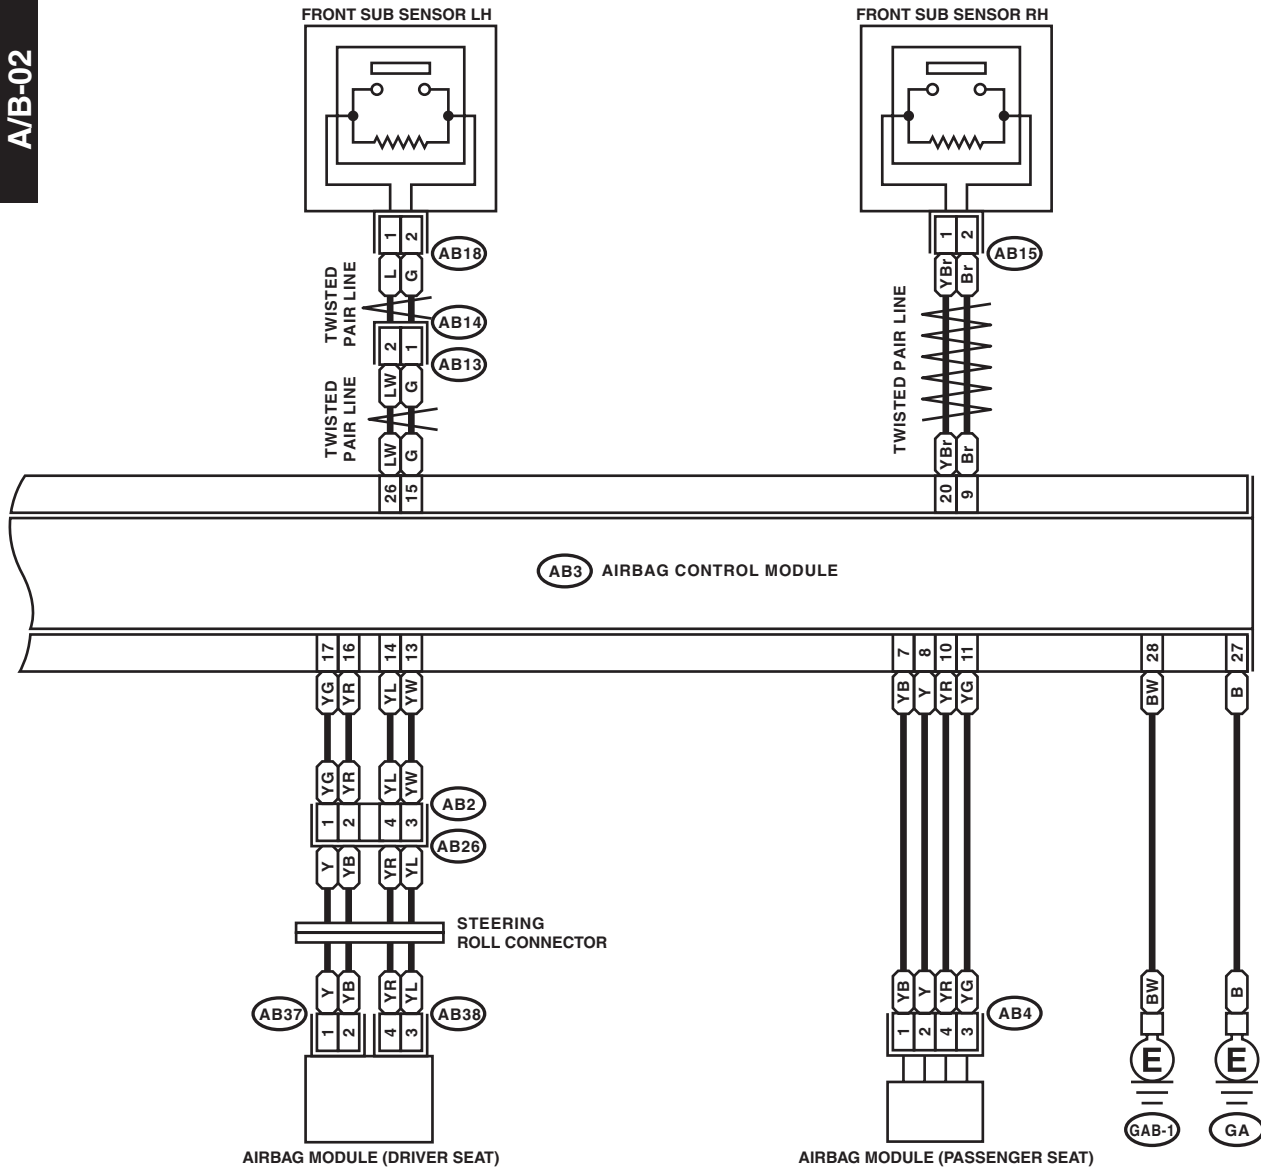 A/B-02
FRONT SUB SENSOR LH
FRONT SUB SENSOR RH
1 2
AB18
1 2
AB15
L G
YBr Br
TWISTED
PAIR LINE
AB14
TWISTED PAIR LINE
2 1
AB13
LW G
TWISTED
PAIR LINE
LW G
YBr Br
26 15
20 9
AB3 AIRBAG CONTROL MODULE
17 16 14 13
7 8 10 11
28
27
YG YR YL YW
YB Y YR YG
BW
B
YG YR YL YW
AB2
1 2 4 3
AB26
Y YB YR YL
STEERING
ROLL CONNECTOR
Y YB YR YL
YB Y YR YG
BW
B
AB37
1 2 4 3
AB38
1 2 4 3
AB4
E
E
GAB-1
GA
AIRBAG MODULE (DRIVER SEAT)
AIRBAG MODULE (PASSENGER SEAT)